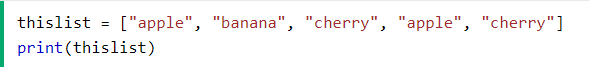 thislist = ["apple", "banana", "cherry", "apple", "cherry"]
print(thislist)